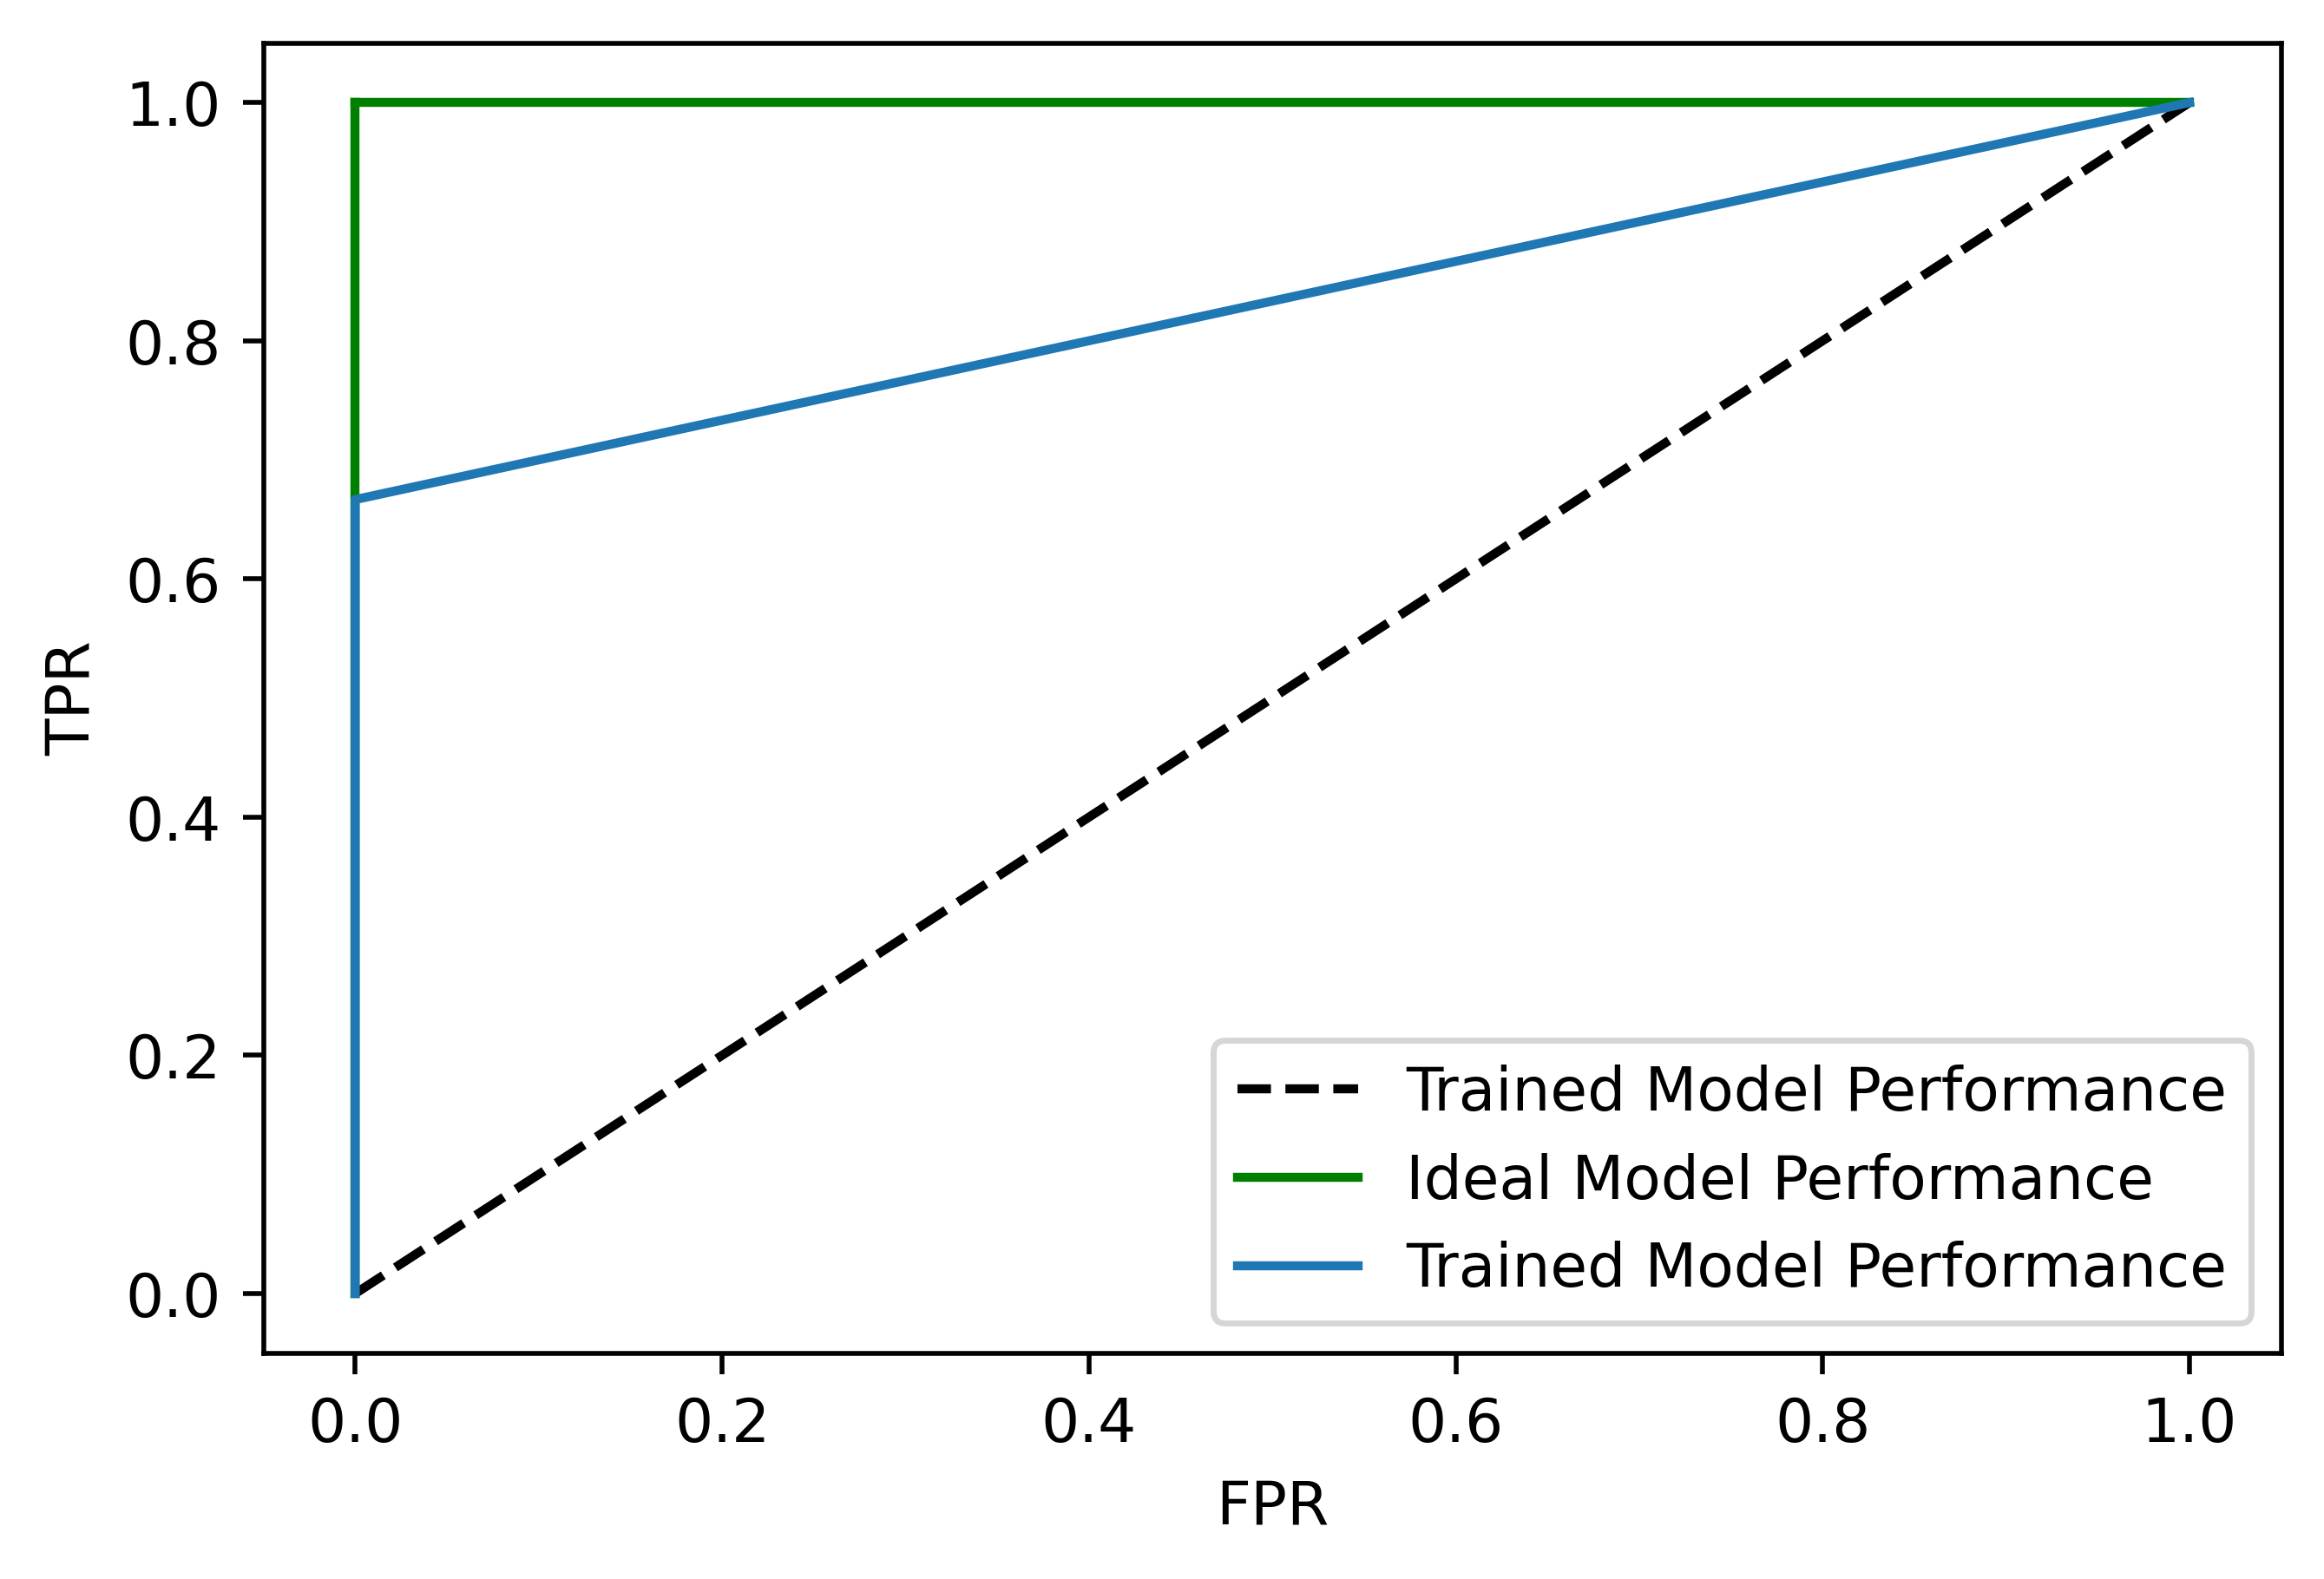 1.0
0.8
0.6
0.4
0.2
0.0
TPR
Trained Model Performance
Ideal Model Performance
Trained Model Performance
0.0 0.2 0.4 0.6 0.8 1.0
FPR